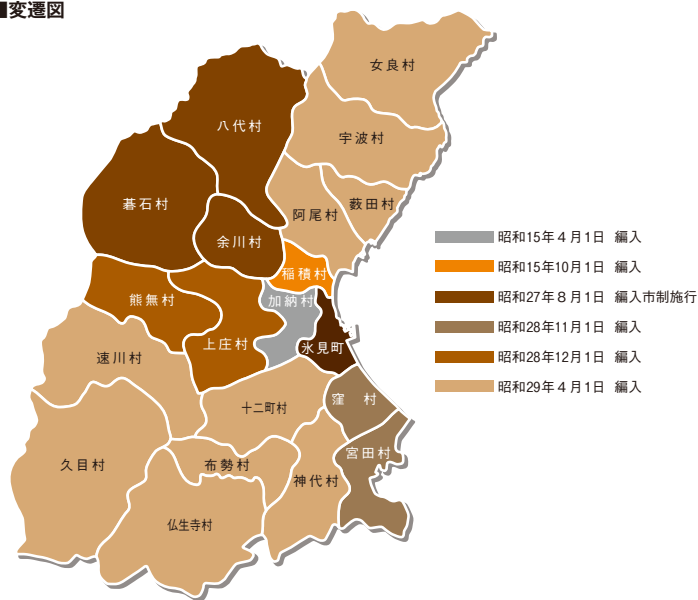 ■変遷図
女良村
八代村
宇波村
碁石村
阿尾村
薮田村
余川村
稲積村
熊無村
加納村
上庄村
氷見町
速川村
十二町村
窪　村
久目村
布勢村
宮田村
神代村
仏生寺村
昭和15年４月1日 編入
昭和15年10月1日 編入
昭和27年８月1日 編入市制施行
昭和28年11月1日 編入
昭和28年12月1日 編入
昭和29年４月1日 編入